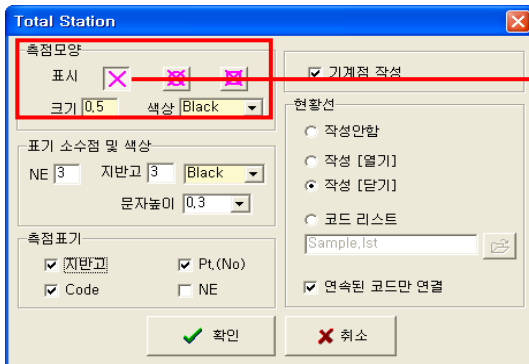 Total Station
측점모양
표시
크기 0.5 색상 Black
표기 소수점 및 색상
NE 3 지반고 3 Black
문자높이 0.3
측점표기
지반고 Pt.(No)
Code NE
기계점 작성
현황선
작성안함
작성 [열기]
작성 [닫기]
코드 리스트
Sample.lst
연속된 코드만 연결
확인 취소